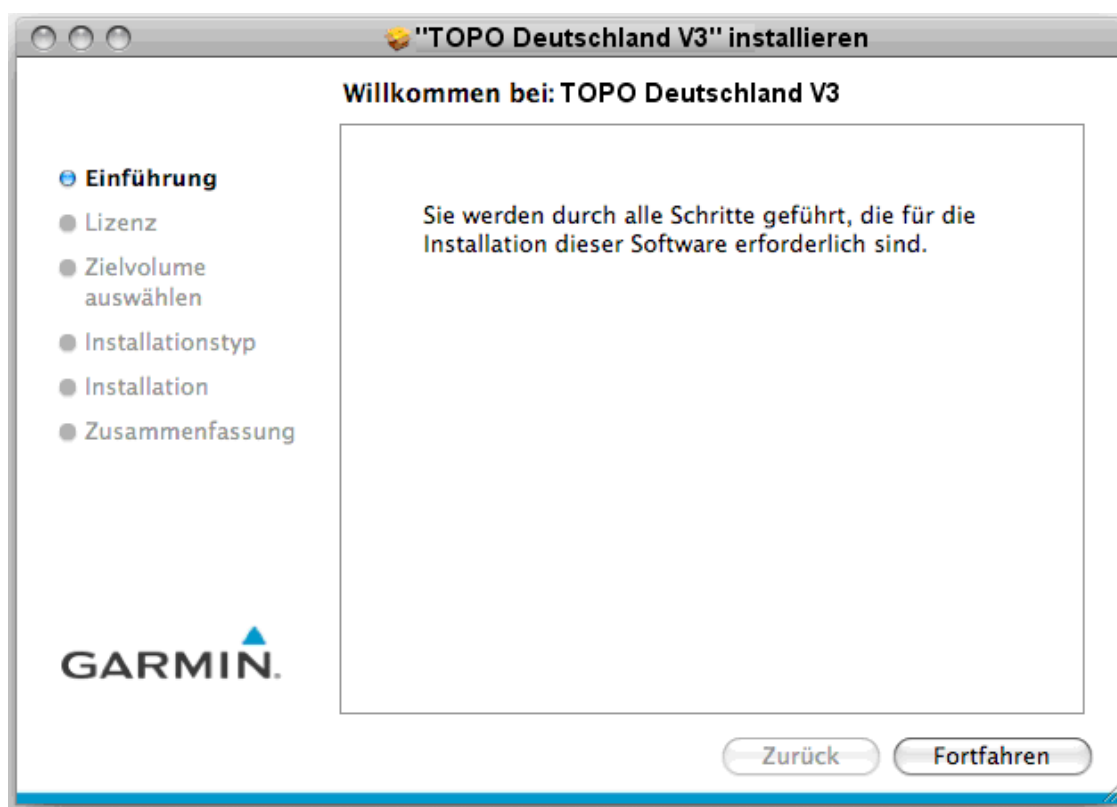 "TOPO Deutschland V3" installieren
Willkommen bei: TOPO Deutschland V3
Einführung
Lizenz
Zielvolume
auswählen
Installationstyp
Installation
Zusammenfassung
Sie werden durch alle Schritte geführt, die für die
Installation dieser Software erforderlich sind.
GARMIN.
Zurück
Fortfahren